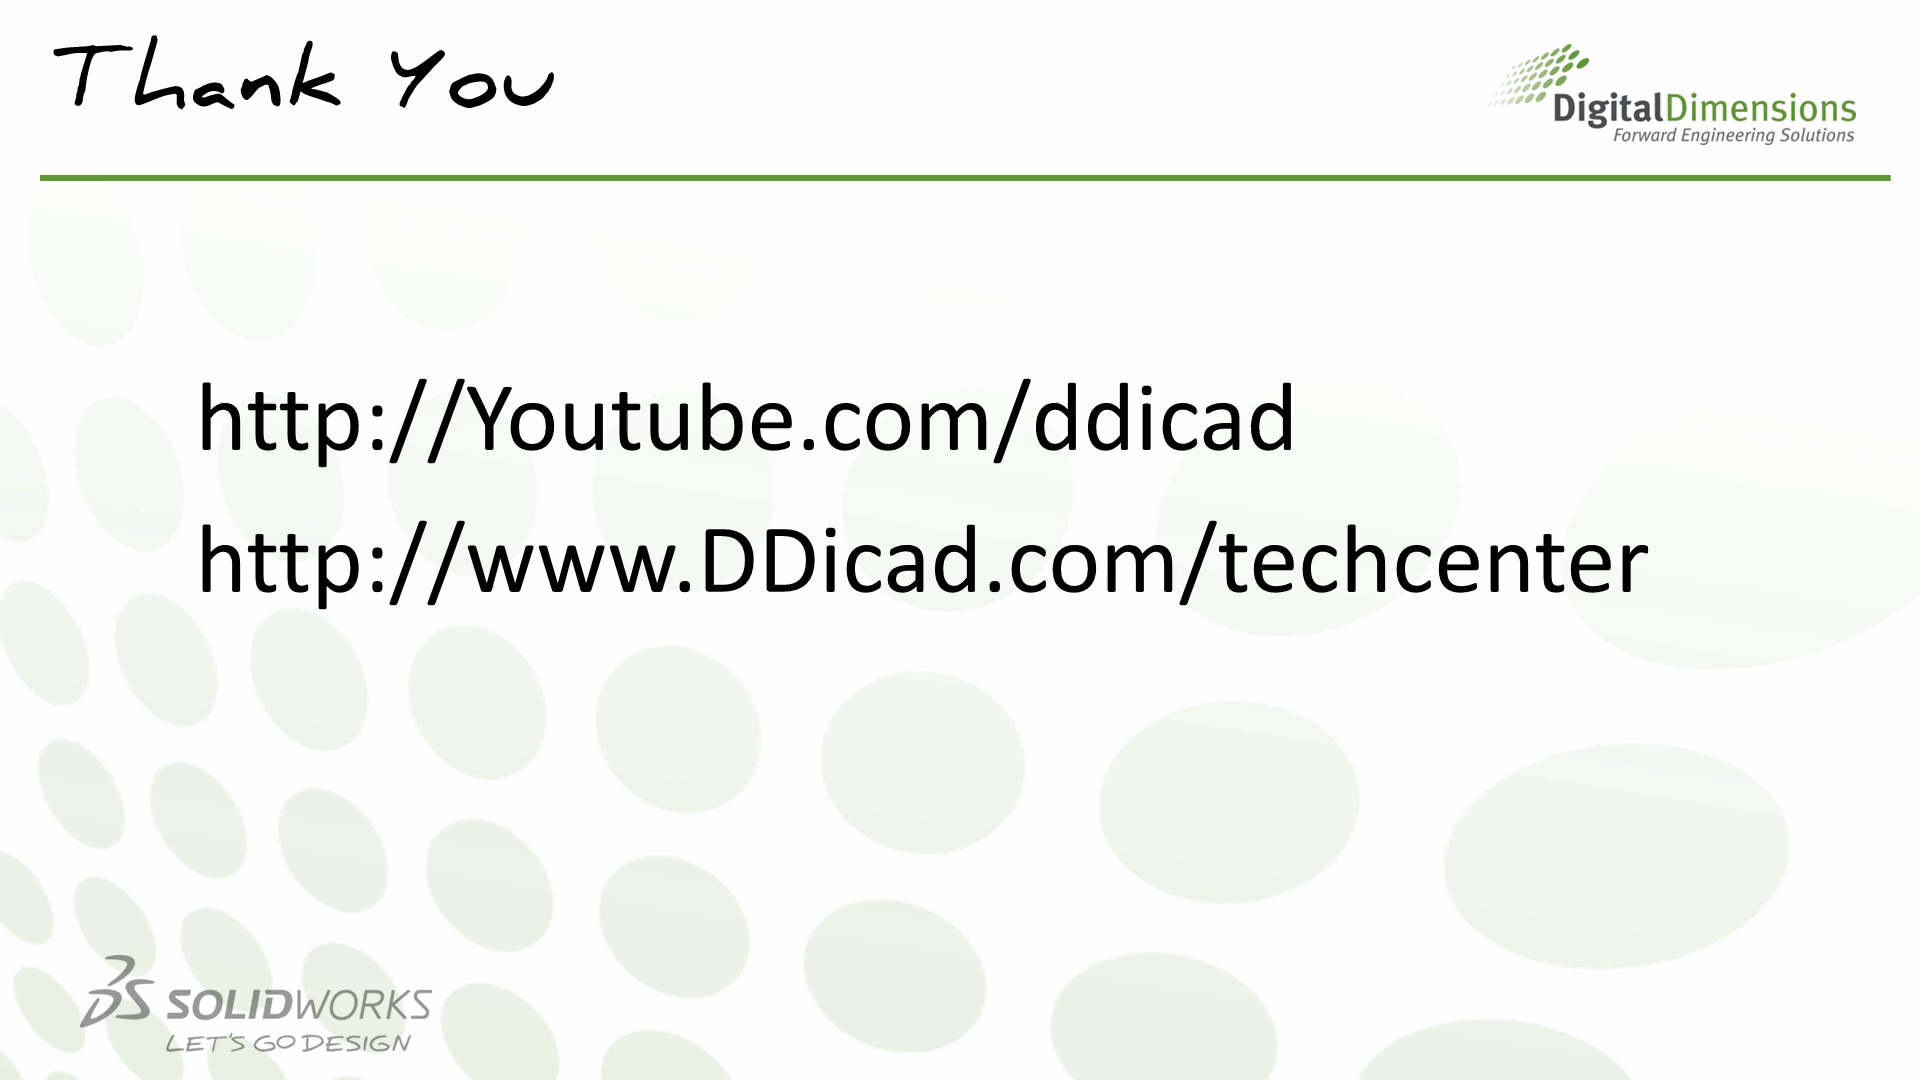 Thank You
DigitalDimensions
Forward Engineering Solutions
http://Youtube.com/ddicad
http://www.DDicad.com/techcenter
SOLIDWORKS
LET'S GO DESIGN